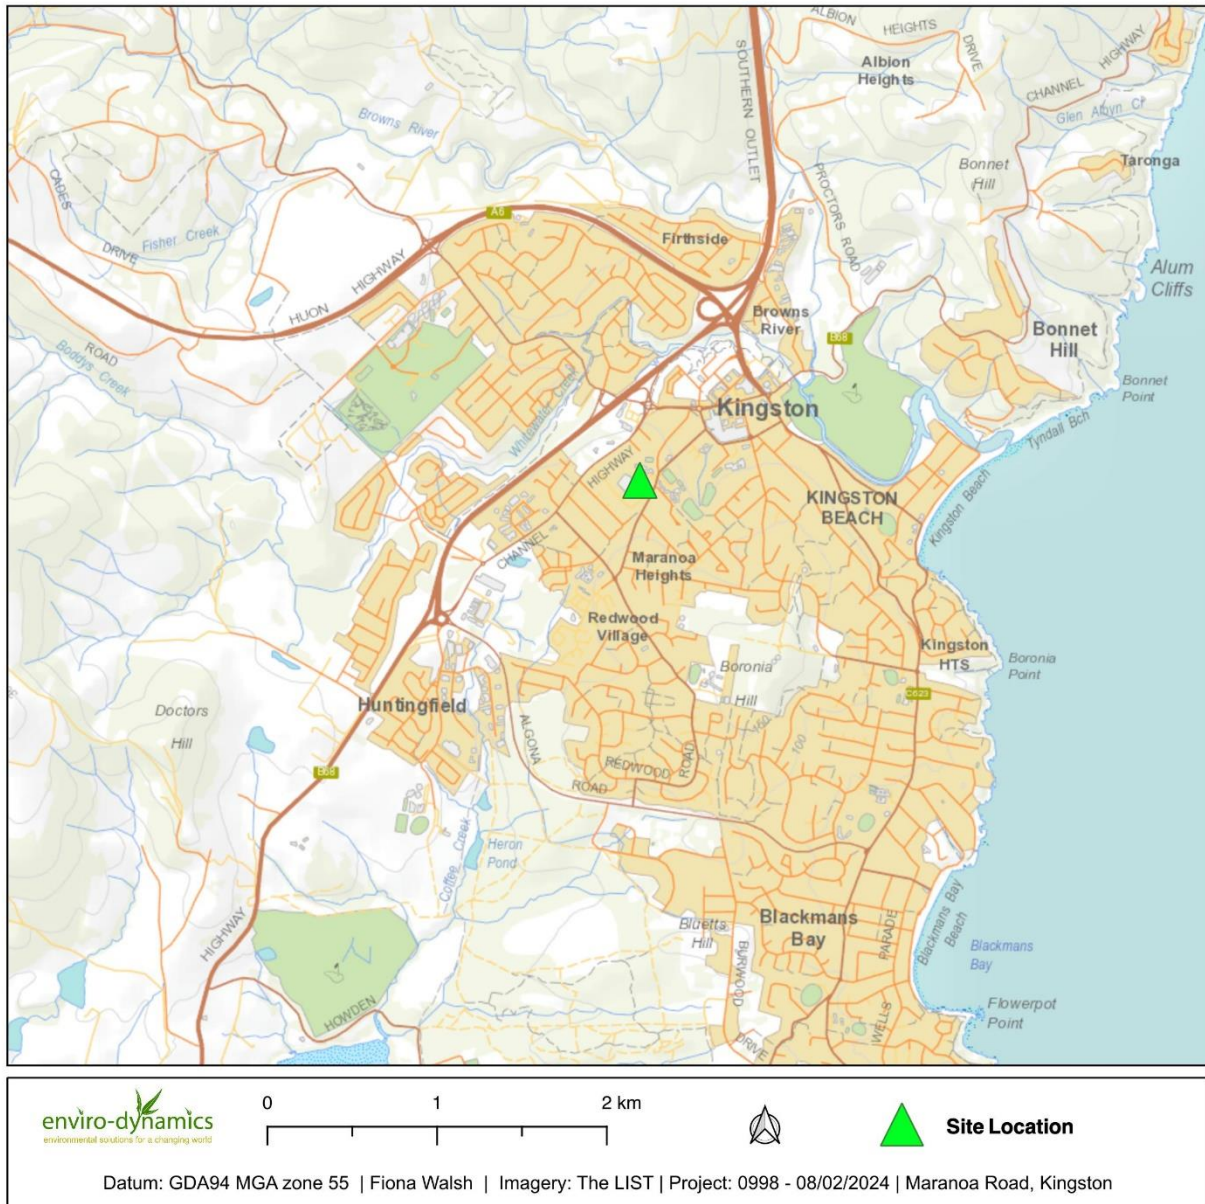 ALBION
HEIGHTS
DRIVE
Albion
Heights
SOUTHERN OUTLET
CHANNEL
HIGHWAY
Glen Albyn Ck
Browns River
Bonnet
Hill
Taronga
CADES
DRIVE
Fisher Creek
A6
Firthside
PROCTORS ROAD
HUON
HIGHWAY
Alum
Cliffs
Browns
River
B68
Bonnet
Hill
ROAD
Boddys Creek
Bonnet
Point
Kingston
Whitewater Creek
Tyndall Bch
HIGHWAY
KINGSTON
BEACH
Kingston Beach
CHANNEL
Maranoa
Heights
Redwood
Village
Kingston
HTS
Boronia
Point
Boronia
Hill
C623
Doctors
Hill
Huntingfield
150
100
ALGONA
ROAD
REDWOOD
ROAD
B68
Heron
Pond
Coffee Creek
Blackmans Bay
Beach
Blackmans
Bay
Bluetts
Hill
PARADE
HIGHWAY
BURWOOD
DRIVE
Blackmans
Bay
Flowerpot
Point
HOWDEN
WELLS
enviro-dynamics
environmental solutions for a changing world
0 1 2 km
Site Location
Datum: GDA94 MGA zone 55 | Fiona Walsh | Imagery: The LIST | Project: 0998 - 08/02/2024 | Maranoa Road, Kingston